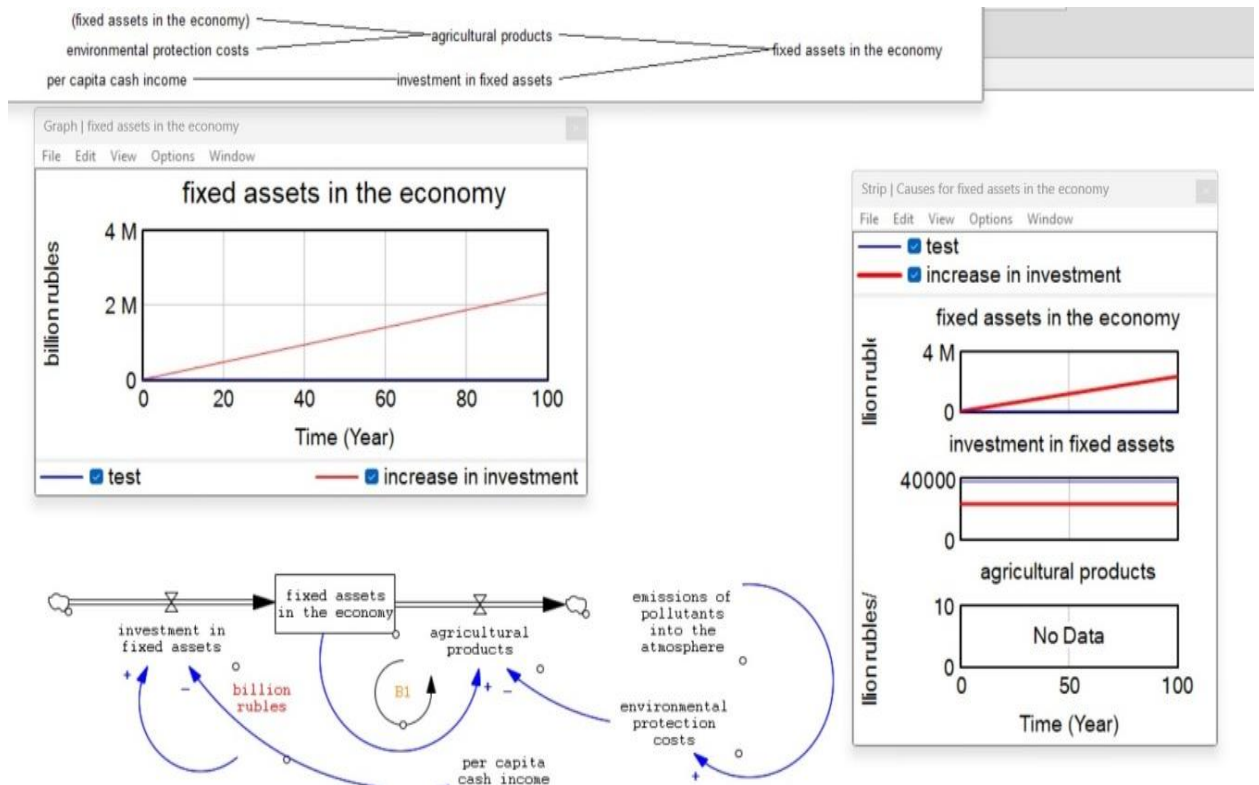 (fixed assets in the economy)
environmental protection costs
agricultural products
fixed assets in the economy
per capita cash income
investment in fixed assets
Graph | fixed assets in the economy
File Edit View Options Window
fixed assets in the economy
billion rubles
4 M
2 M
0
0 20 40 60 80 100
Time (Year)
test
increase in investment
Strip | Causes for fixed assets in the economy
File Edit View Options Window
test
increase in investment
fixed assets in the economy
4 M
0
investment in fixed assets
40000
0
agricultural products
llion rubles/
10
No Data
0
0 50 100
Time (Year)
fixed assets
in the economy
investment in
fixed assets
+
−
billion
rubles
B1
agricultural
products
+
−
emissions of
pollutants
into the
atmosphere
environmental
protection
costs
+
per capita
cash income